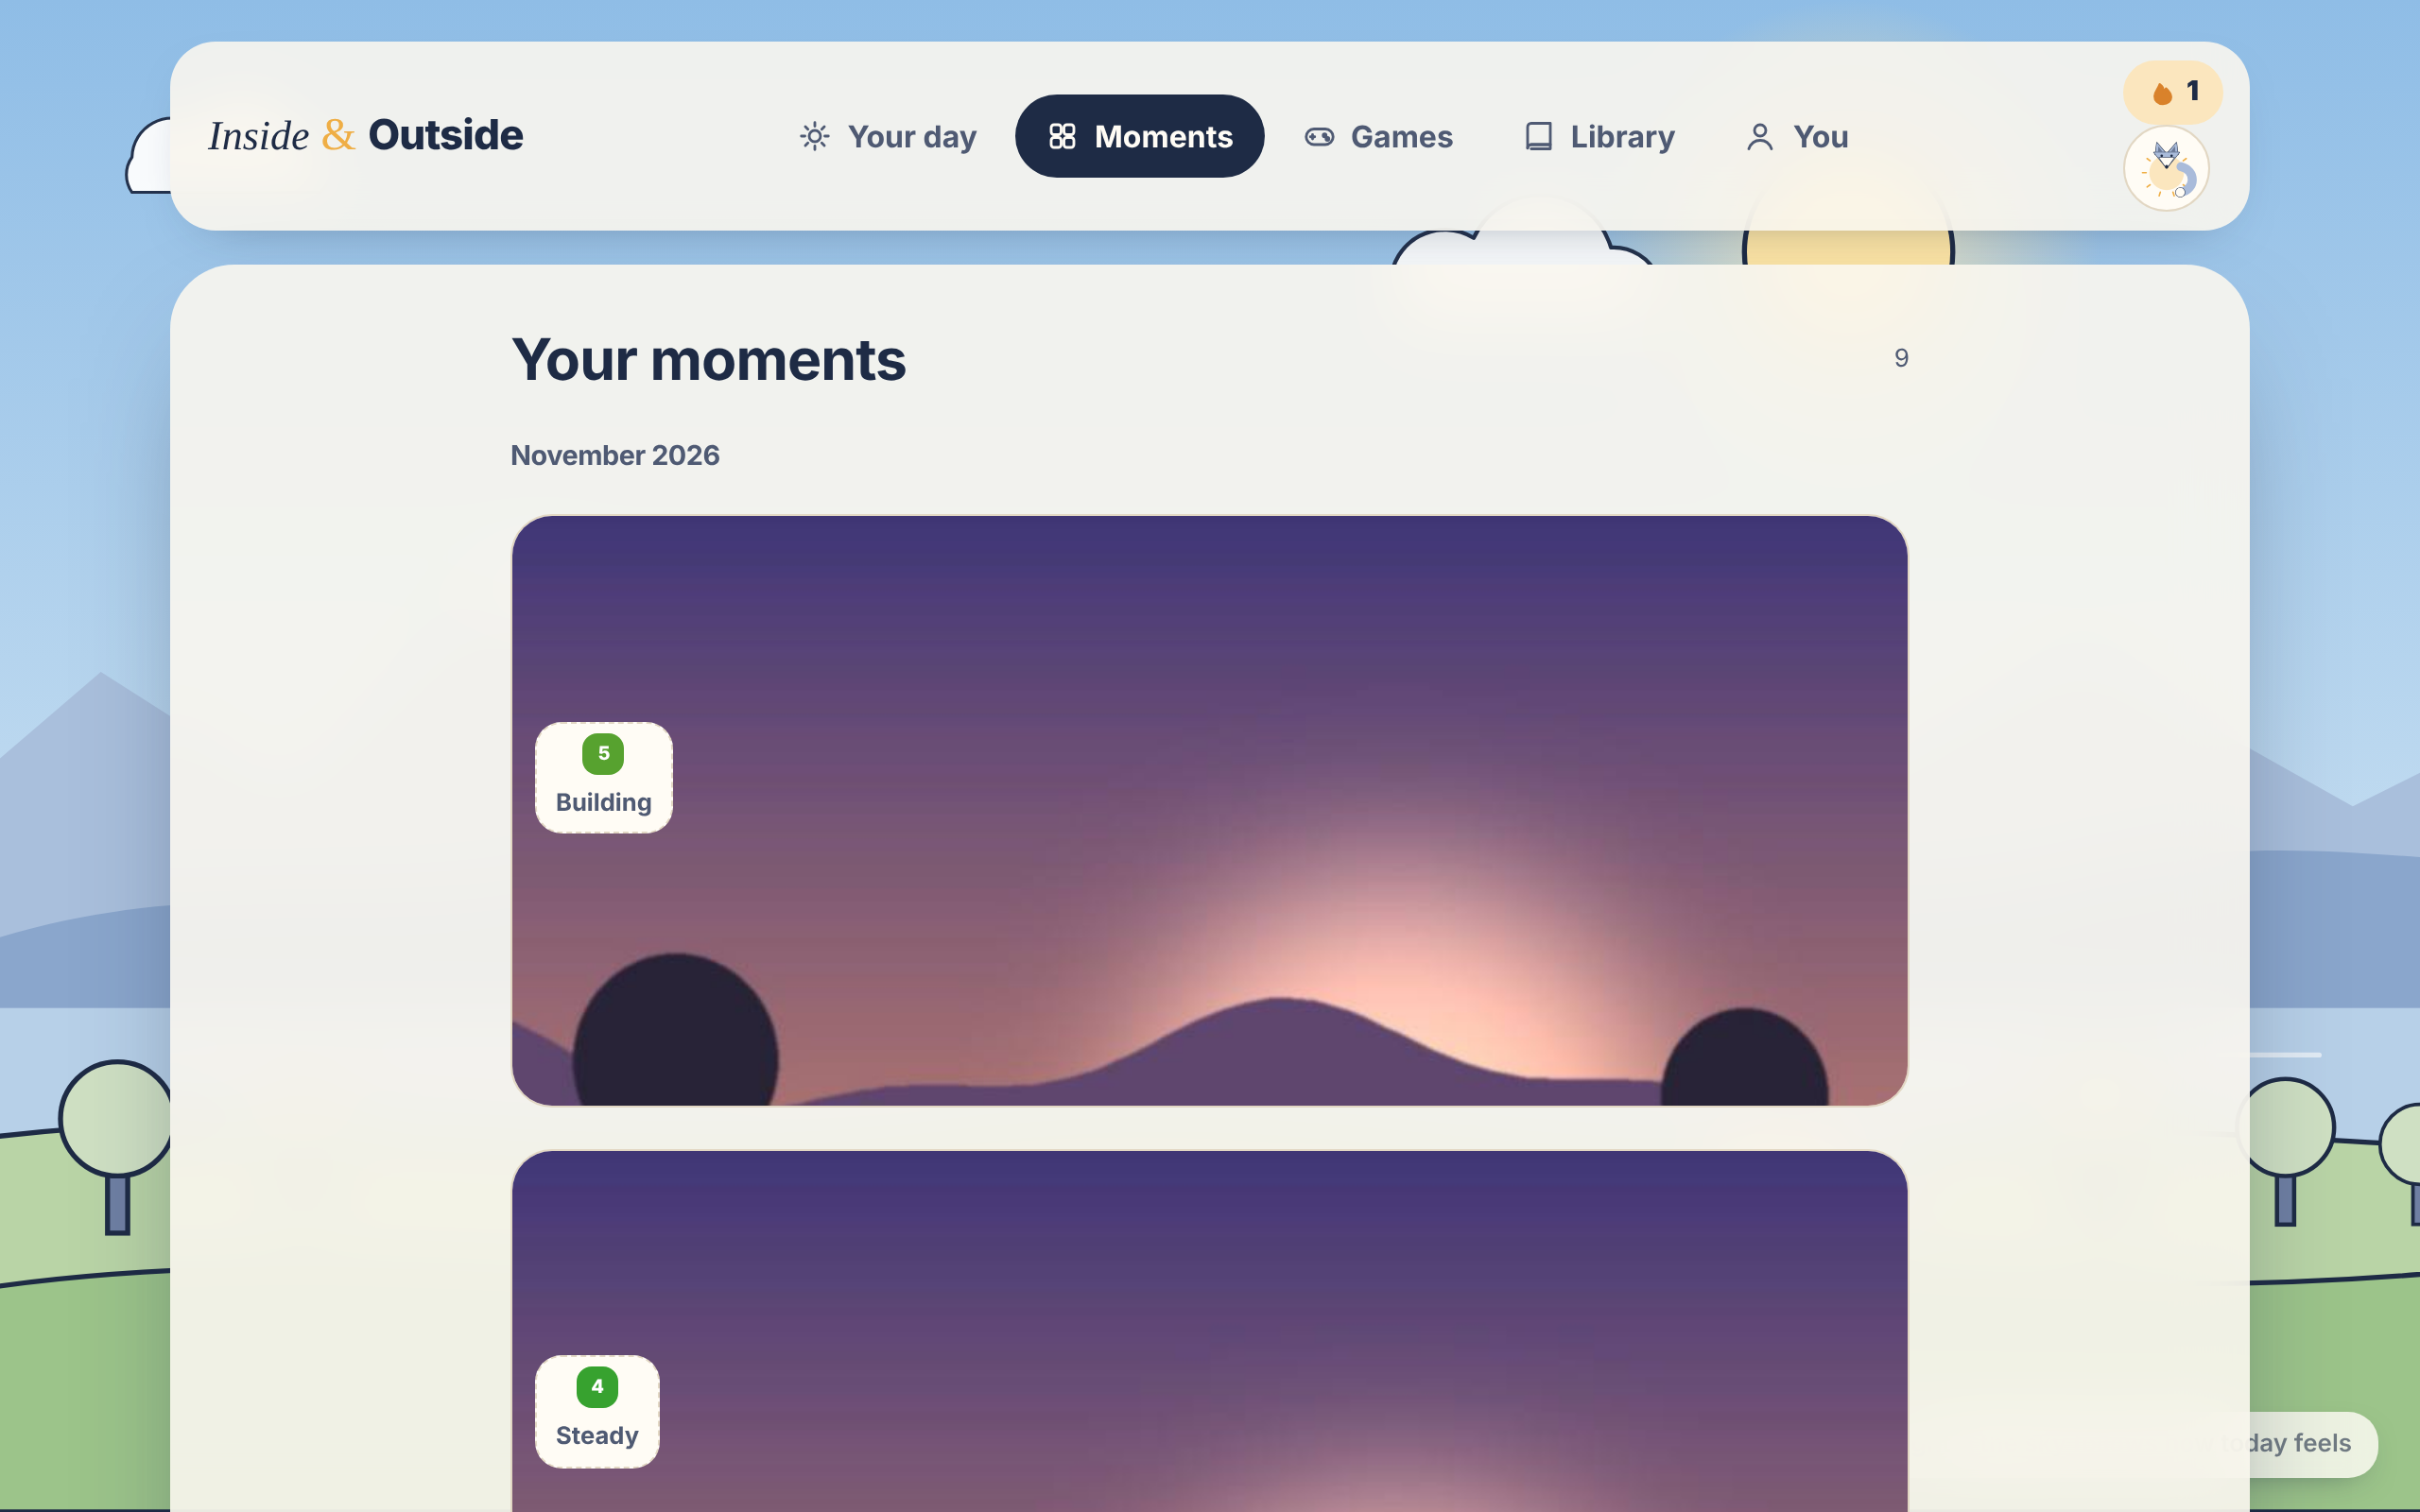 Inside & Outside
Your day
Moments
Games
Library
You
1
Your moments
9
November 2026
5
Building
4
Steady
day feels